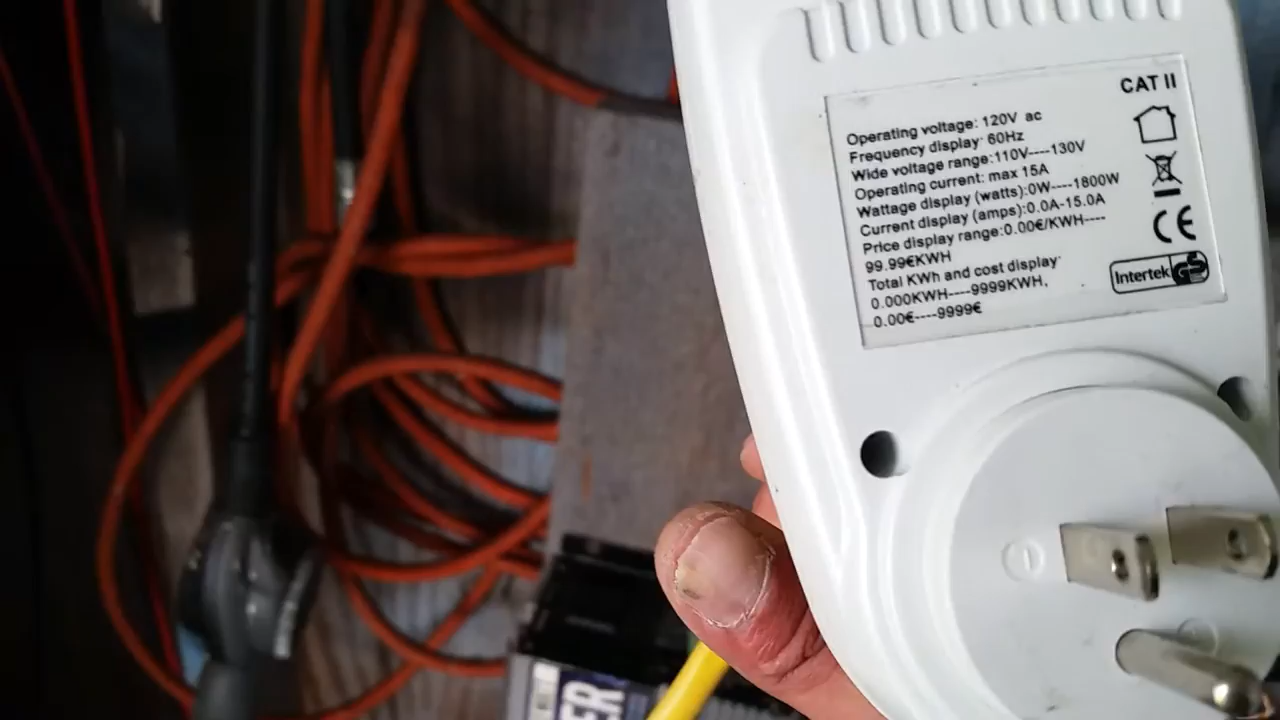 CAT II
Operating voltage: 120V ac
Frequency display: 60Hz
Wide voltage range:110V----130V
Operating current: max 15A
Wattage display (watts):0W----1800W
Current display (amps):0.0A-15.0A
Price display range:0.00€/KWH----
99.99€KWH
Total KWh and cost display:
0.000KWH----9999KWH,
0.00€----9999€
CE
Intertek GS
ER